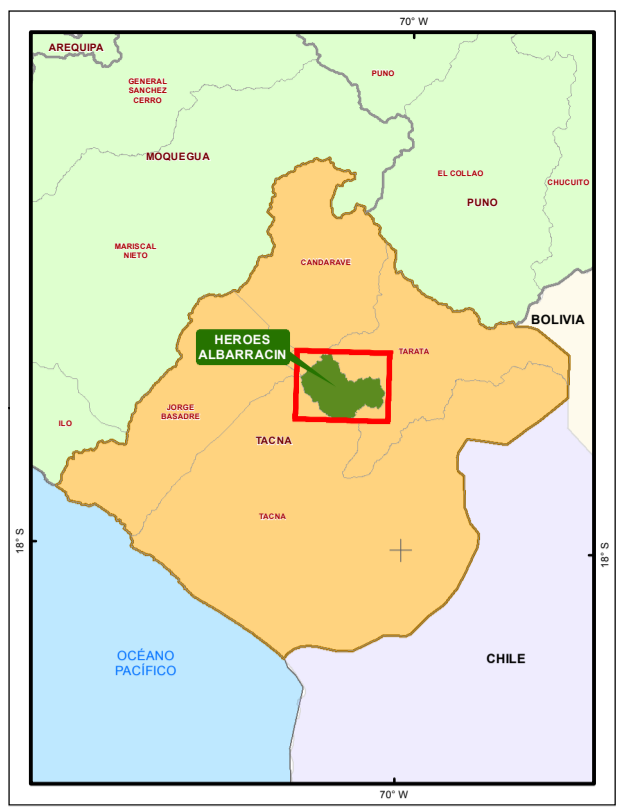 70° W
AREQUIPA
GENERAL
SANCHEZ
CERRO
PUNO
MOQUEGUA
EL COLLAO
CHUCUITO
PUNO
MARISCAL
NIETO
CANDARAVE
BOLIVIA
HEROES
ALBARRACIN
TARATA
JORGE
BASADRE
ILO
TACNA
TACNA
18° S
18° S
OCÉANO
PACÍFICO
CHILE
70° W